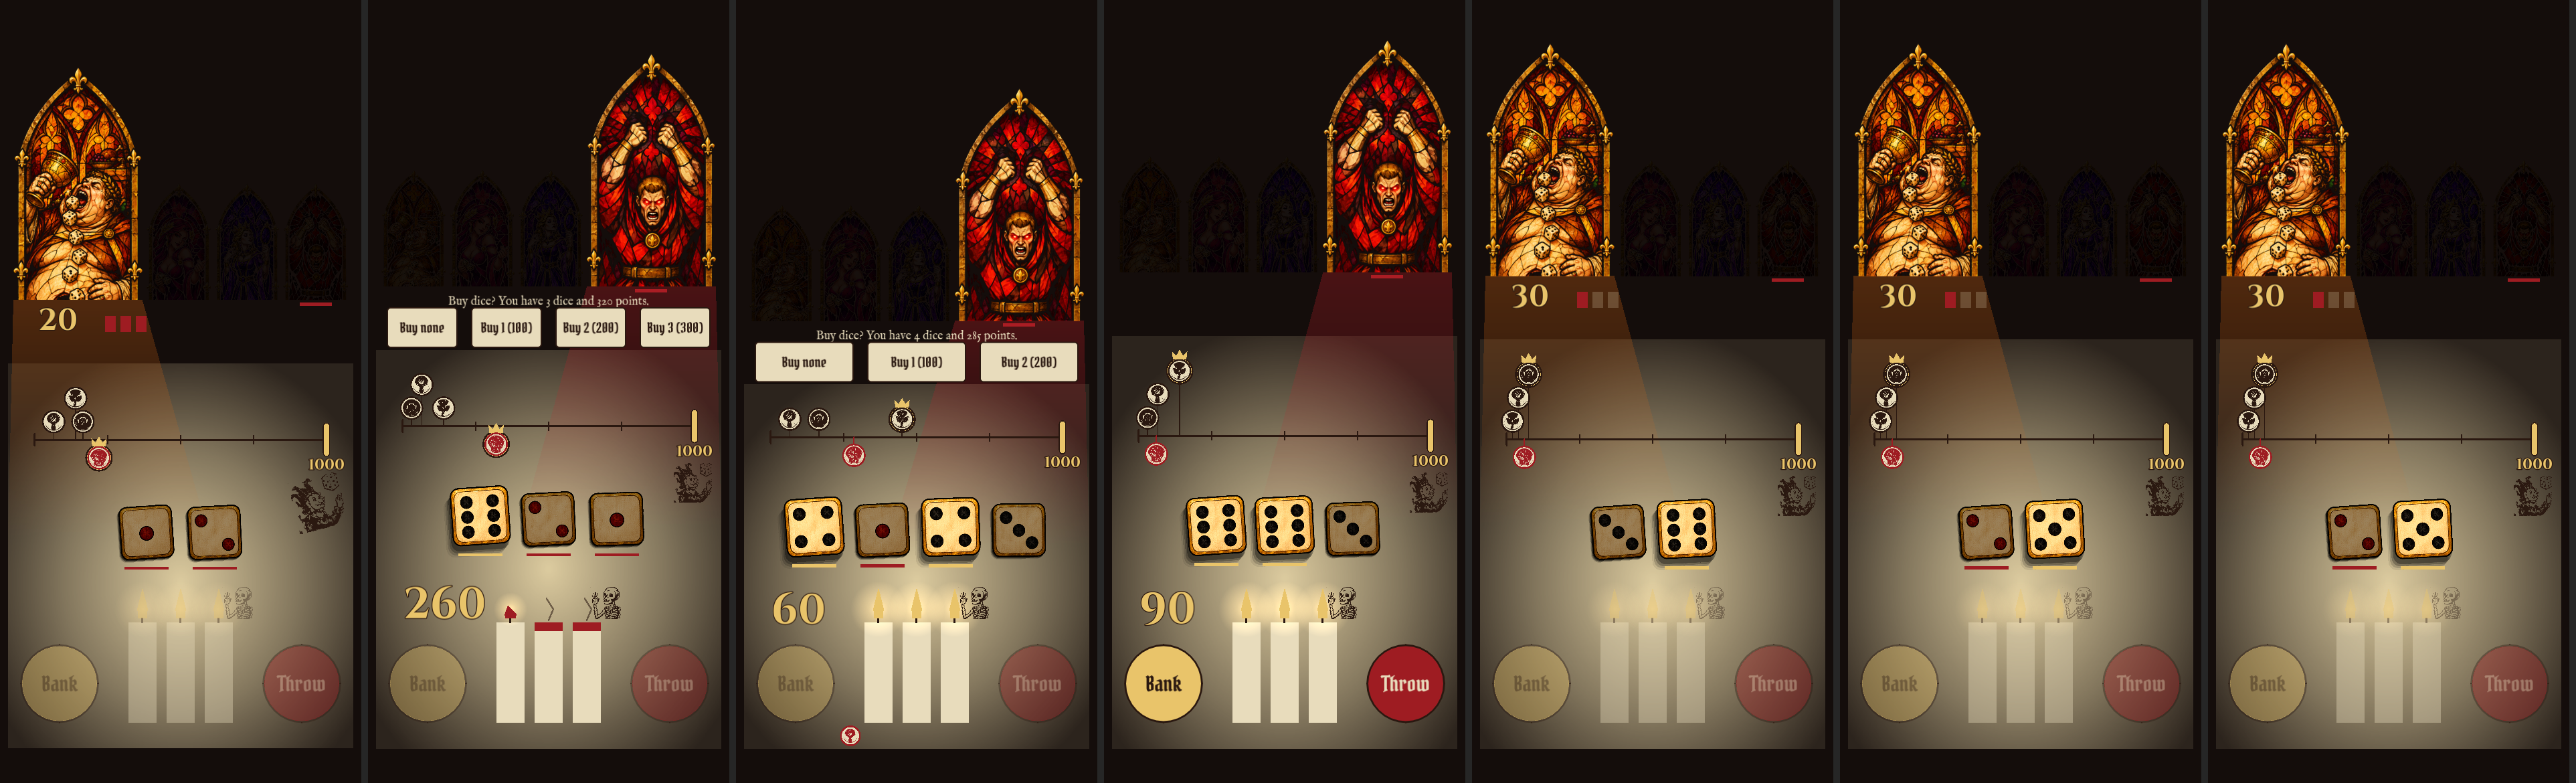 20
1000
Bank
Throw
Buy dice? You have 3 dice and 320 points.
Buy none
Buy 1 (100)
Buy 2 (200)
Buy 3 (300)
1000
260
Bank
Throw
Buy dice? You have 4 dice and 285 points.
Buy none
Buy 1 (100)
Buy 2 (200)
1000
60
Bank
Throw
1000
90
Bank
Throw
30
1000
Bank
Throw
30
1000
Bank
Throw
30
1000
Bank
Throw